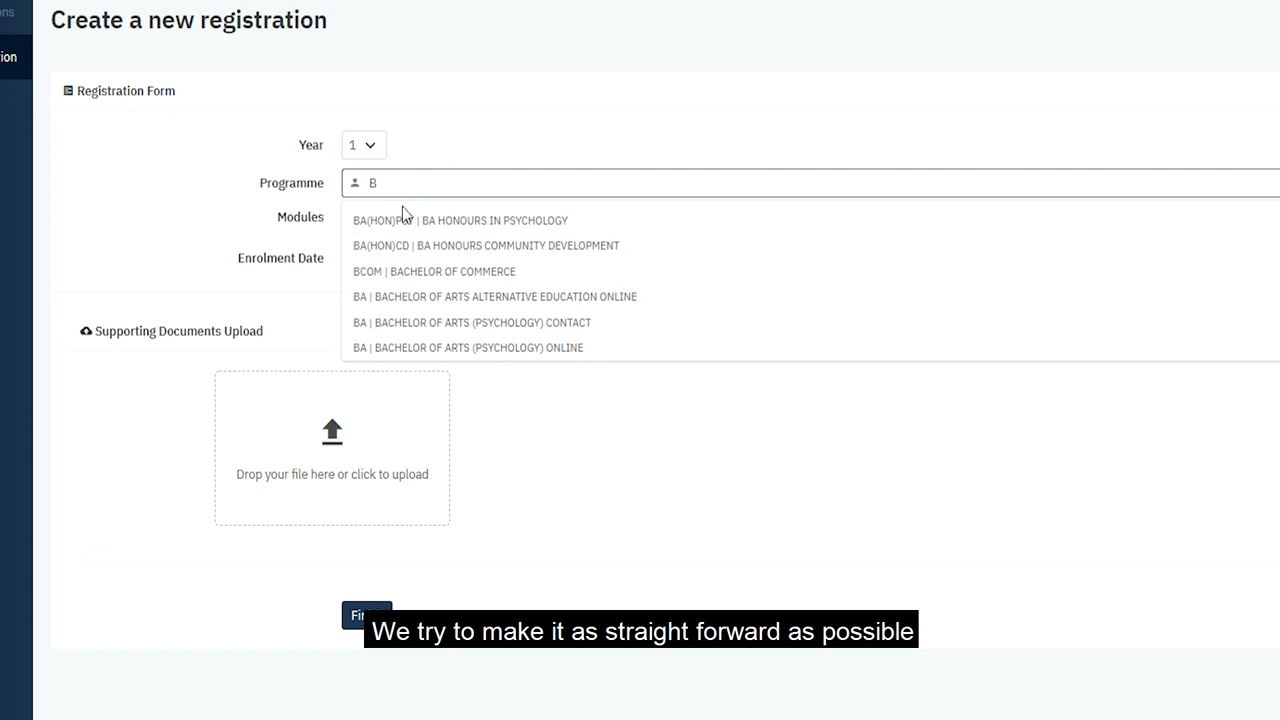 ons
Create a new registration
ion
Registration Form
Year
1
Programme
B
Modules
BA(HON)P | BA HONOURS IN PSYCHOLOGY
BA(HON)CD | BA HONOURS COMMUNITY DEVELOPMENT
Enrolment Date
BCOM | BACHELOR OF COMMERCE
BA | BACHELOR OF ARTS ALTERNATIVE EDUCATION ONLINE
BA | BACHELOR OF ARTS (PSYCHOLOGY) CONTACT
Supporting Documents Upload
BA | BACHELOR OF ARTS (PSYCHOLOGY) ONLINE
Drop your file here or click to upload
We try to make it as straight forward as possible